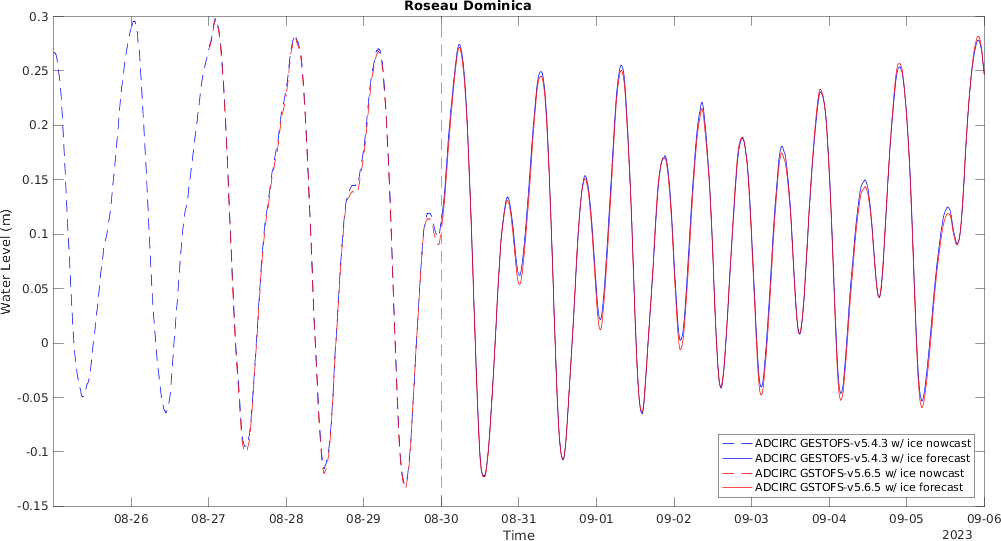 Roseau Dominica
0.3
0.25
0.2
0.15
0.1
0.05
0
-0.05
-0.1
-0.15
Water Level (m)
ADCIRC GESTOFS-v5.4.3 w/ ice nowcast
ADCIRC GESTOFS-v5.4.3 w/ ice forecast
ADCIRC GSTOFS-v5.6.5 w/ ice nowcast
ADCIRC GSTOFS-v5.6.5 w/ ice forecast
08-26 08-27 08-28 08-29 08-30 08-31 09-01 09-02 09-03 09-04 09-05 09-06
Time
2023